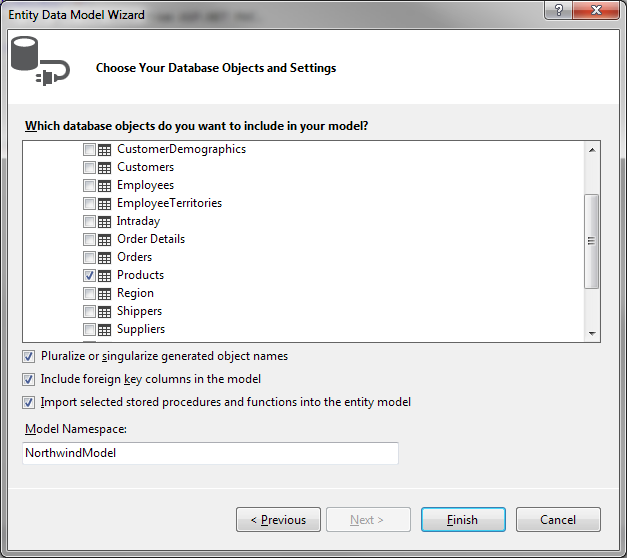 Entity Data Model Wizard
Choose Your Database Objects and Settings
Which database objects do you want to include in your model?
CustomerDemographics
Customers
Employees
EmployeeTerritories
Intraday
Order Details
Orders
Products
Region
Shippers
Suppliers
Pluralize or singularize generated object names
Include foreign key columns in the model
Import selected stored procedures and functions into the entity model
Model Namespace:
NorthwindModel
< Previous
Next >
Finish
Cancel